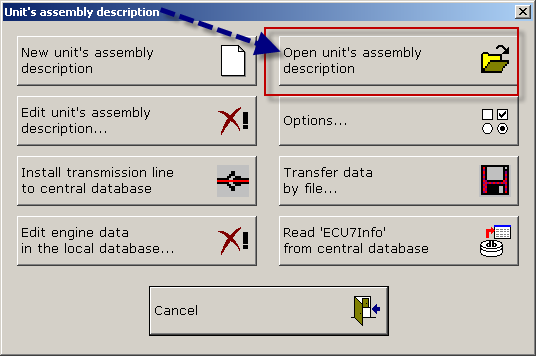 Unit's assembly description
New unit's assembly
description
Open unit's assembly
description
Edit unit's assembly
description...
Options...
Install transmission line
to central database
Transfer data
by file...
Edit engine data
in the local database...
Read 'ECU7Info'
from central database
Cancel